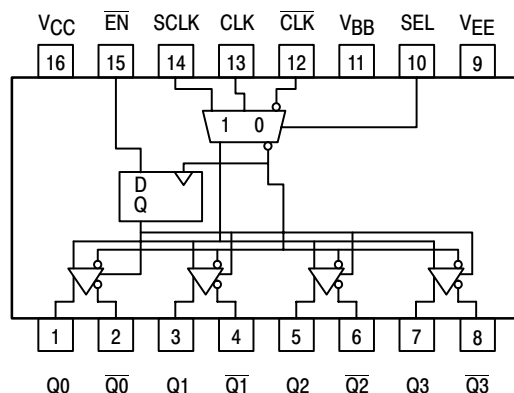 VCC EN SCLK CLK CLK VBB SEL VEE
16 15 14 13 12 11 10 9
1 0
D
Q
1 2 3 4 5 6 7 8
Q0 Q0 Q1 Q1 Q2 Q2 Q3 Q3